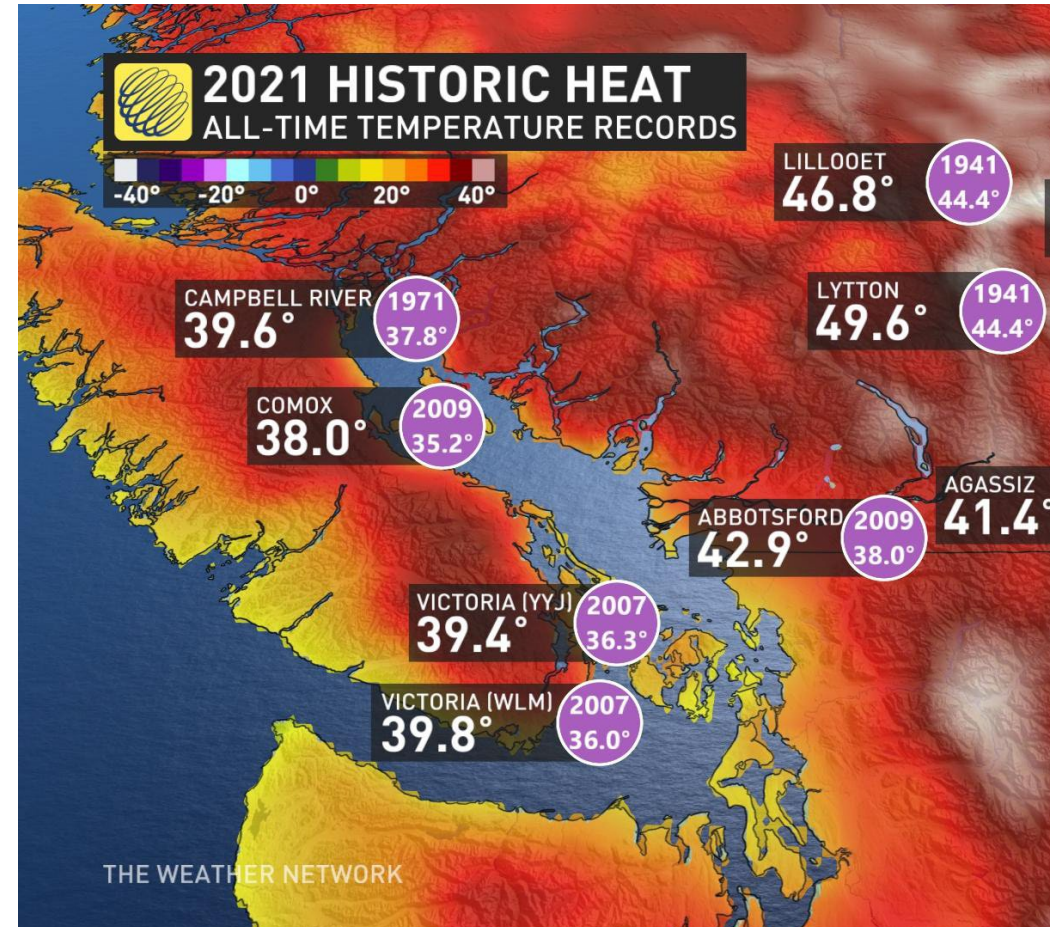 2021 HISTORIC HEAT
ALL-TIME TEMPERATURE RECORDS
-40° -20° 0° 20° 40°
LILLOOET
46.8°
1941
44.4°
CAMPBELL RIVER
39.6°
1971
37.8°
LYTTON
49.6°
1941
44.4°
COMOX
38.0°
2009
35.2°
ABBOTSFORD
42.9°
2009
38.0°
AGASSIZ
41.4°
VICTORIA (YYJ)
39.4°
2007
36.3°
VICTORIA (WLM)
39.8°
2007
36.0°
THE WEATHER NETWORK